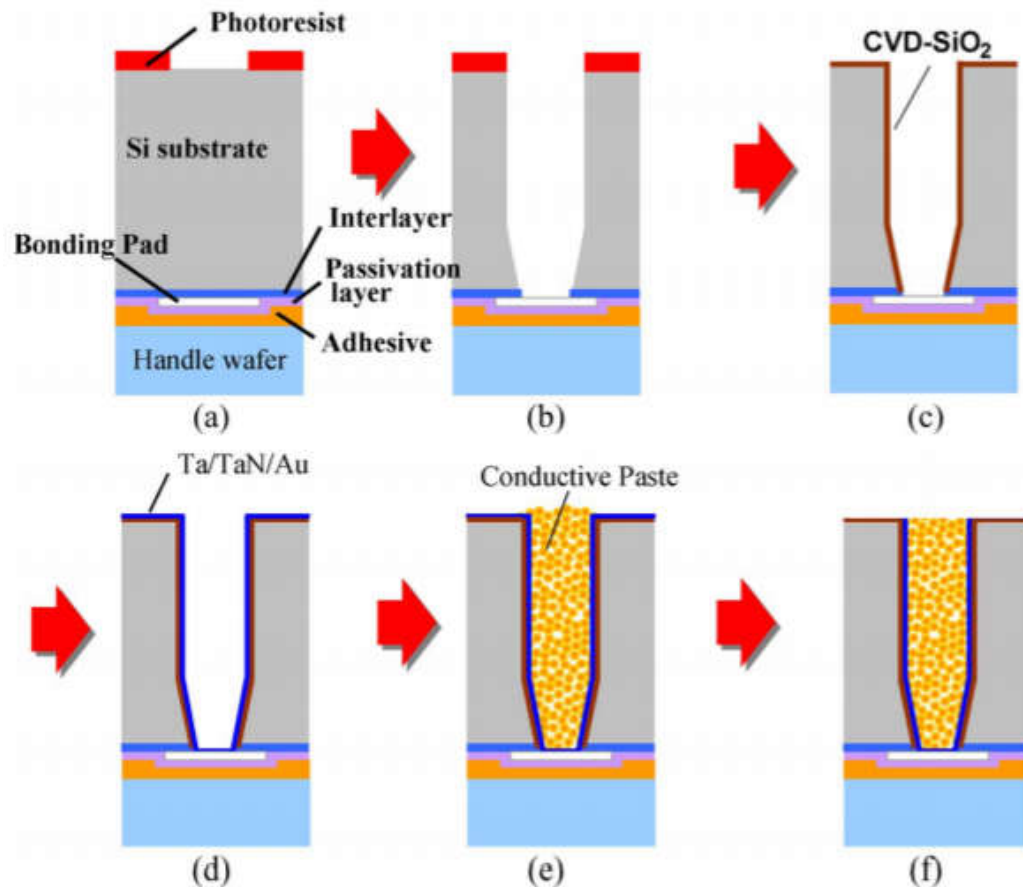 Photoresist
CVD-SiO₂
Si substrate
Interlayer
Bonding Pad
Passivation
layer
Adhesive
Handle wafer
(a)
(b)
(c)
Ta/TaN/Au
Conductive Paste
(d)
(e)
(f)